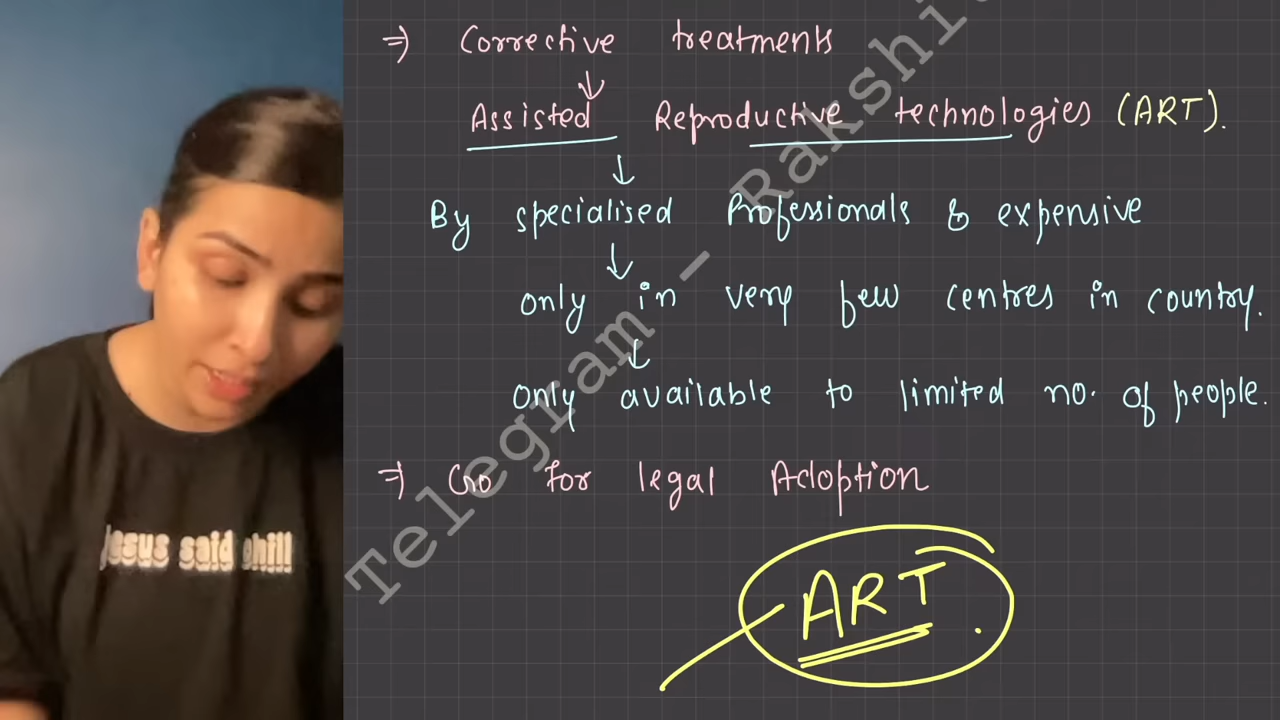 ⇒ Corrective treatments
↓
Assisted Reproductive technologies (ART).
↓
By specialised Professionals & expensive
↓
only in very few centres in country.
↓
only available to limited no. of people.
⇒ Go for legal Adoption
ART.
Jesus said chill
Telegram - Rakshi